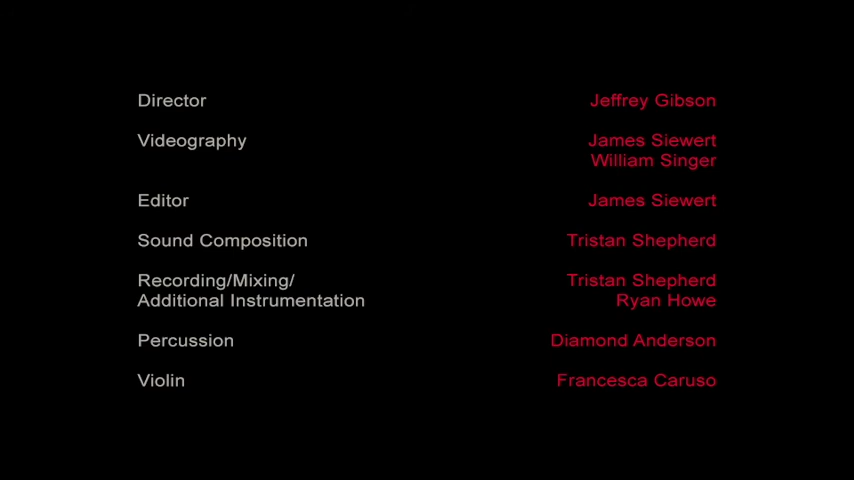 Director Jeffrey Gibson
Videography James Siewert
William Singer
Editor James Siewert
Sound Composition Tristan Shepherd
Recording/Mixing/ Tristan Shepherd
Additional Instrumentation Ryan Howe
Percussion Diamond Anderson
Violin Francesca Caruso